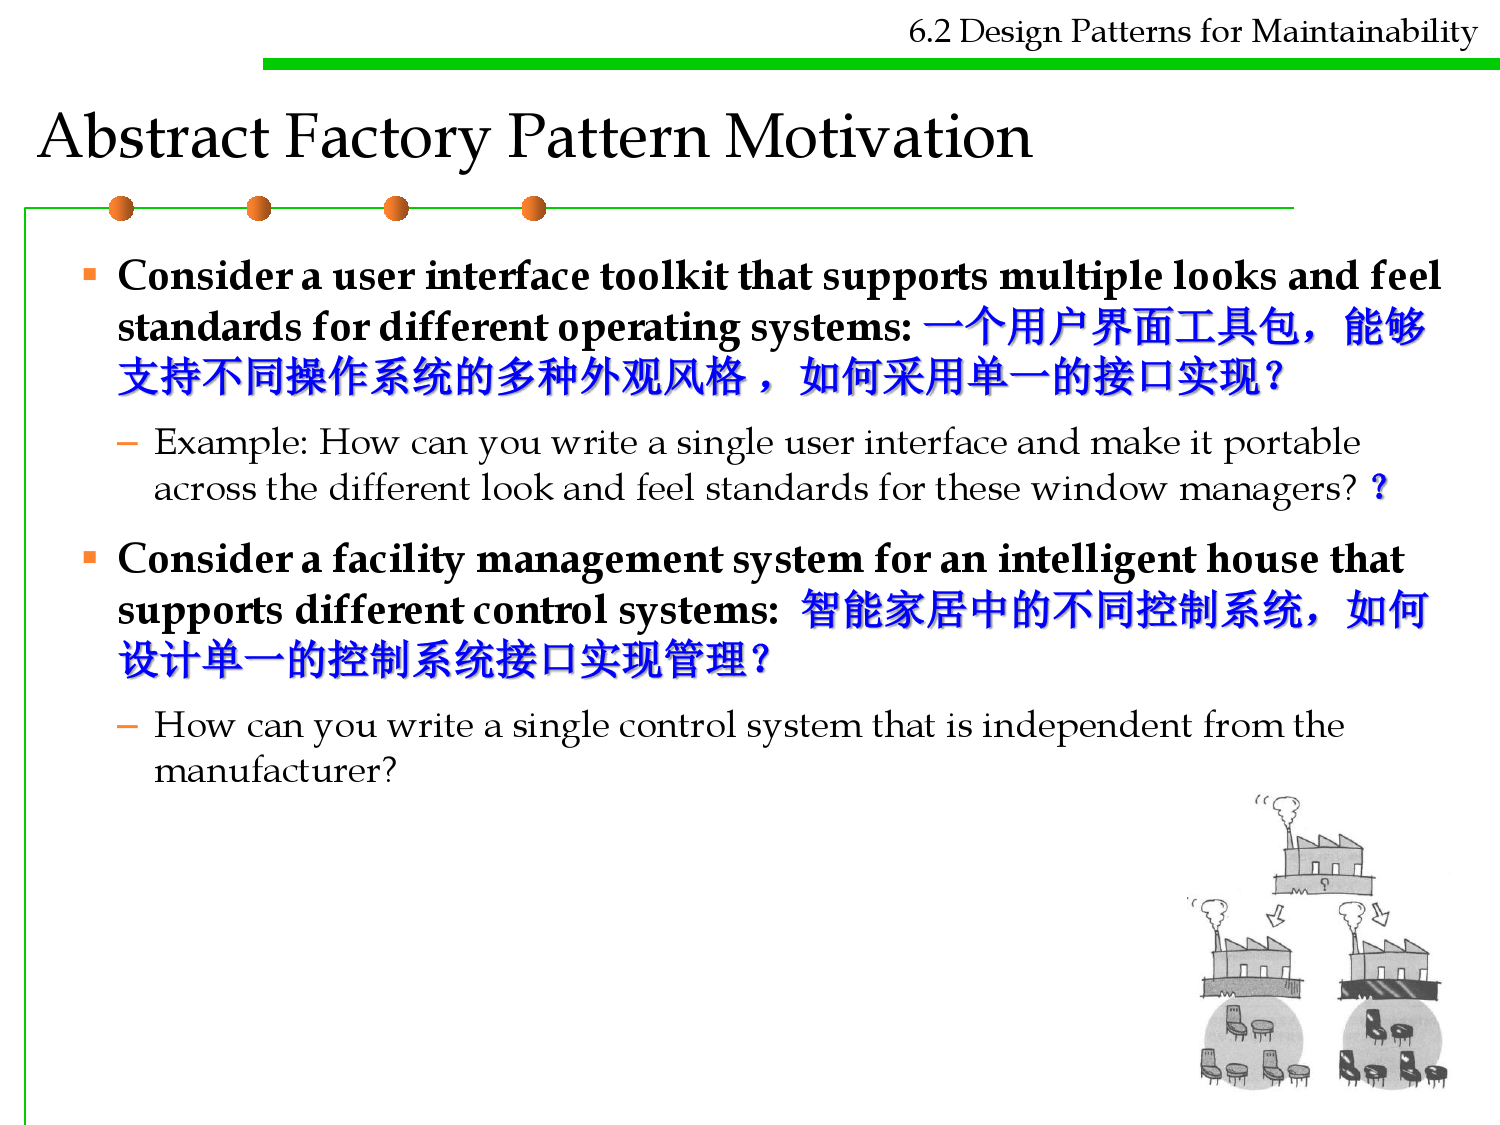 6.2 Design Patterns for Maintainability
Abstract Factory Pattern Motivation
▪ Consider a user interface toolkit that supports multiple looks and feel
standards for different operating systems: 一个用户界面工具包，能够
支持不同操作系统的多种外观风格 ，如何采用单一的接口实现？
– Example: How can you write a single user interface and make it portable
across the different look and feel standards for these window managers? ？
▪ Consider a facility management system for an intelligent house that
supports different control systems: 智能家居中的不同控制系统，如何
设计单一的控制系统接口实现管理？
– How can you write a single control system that is independent from the
manufacturer?
?